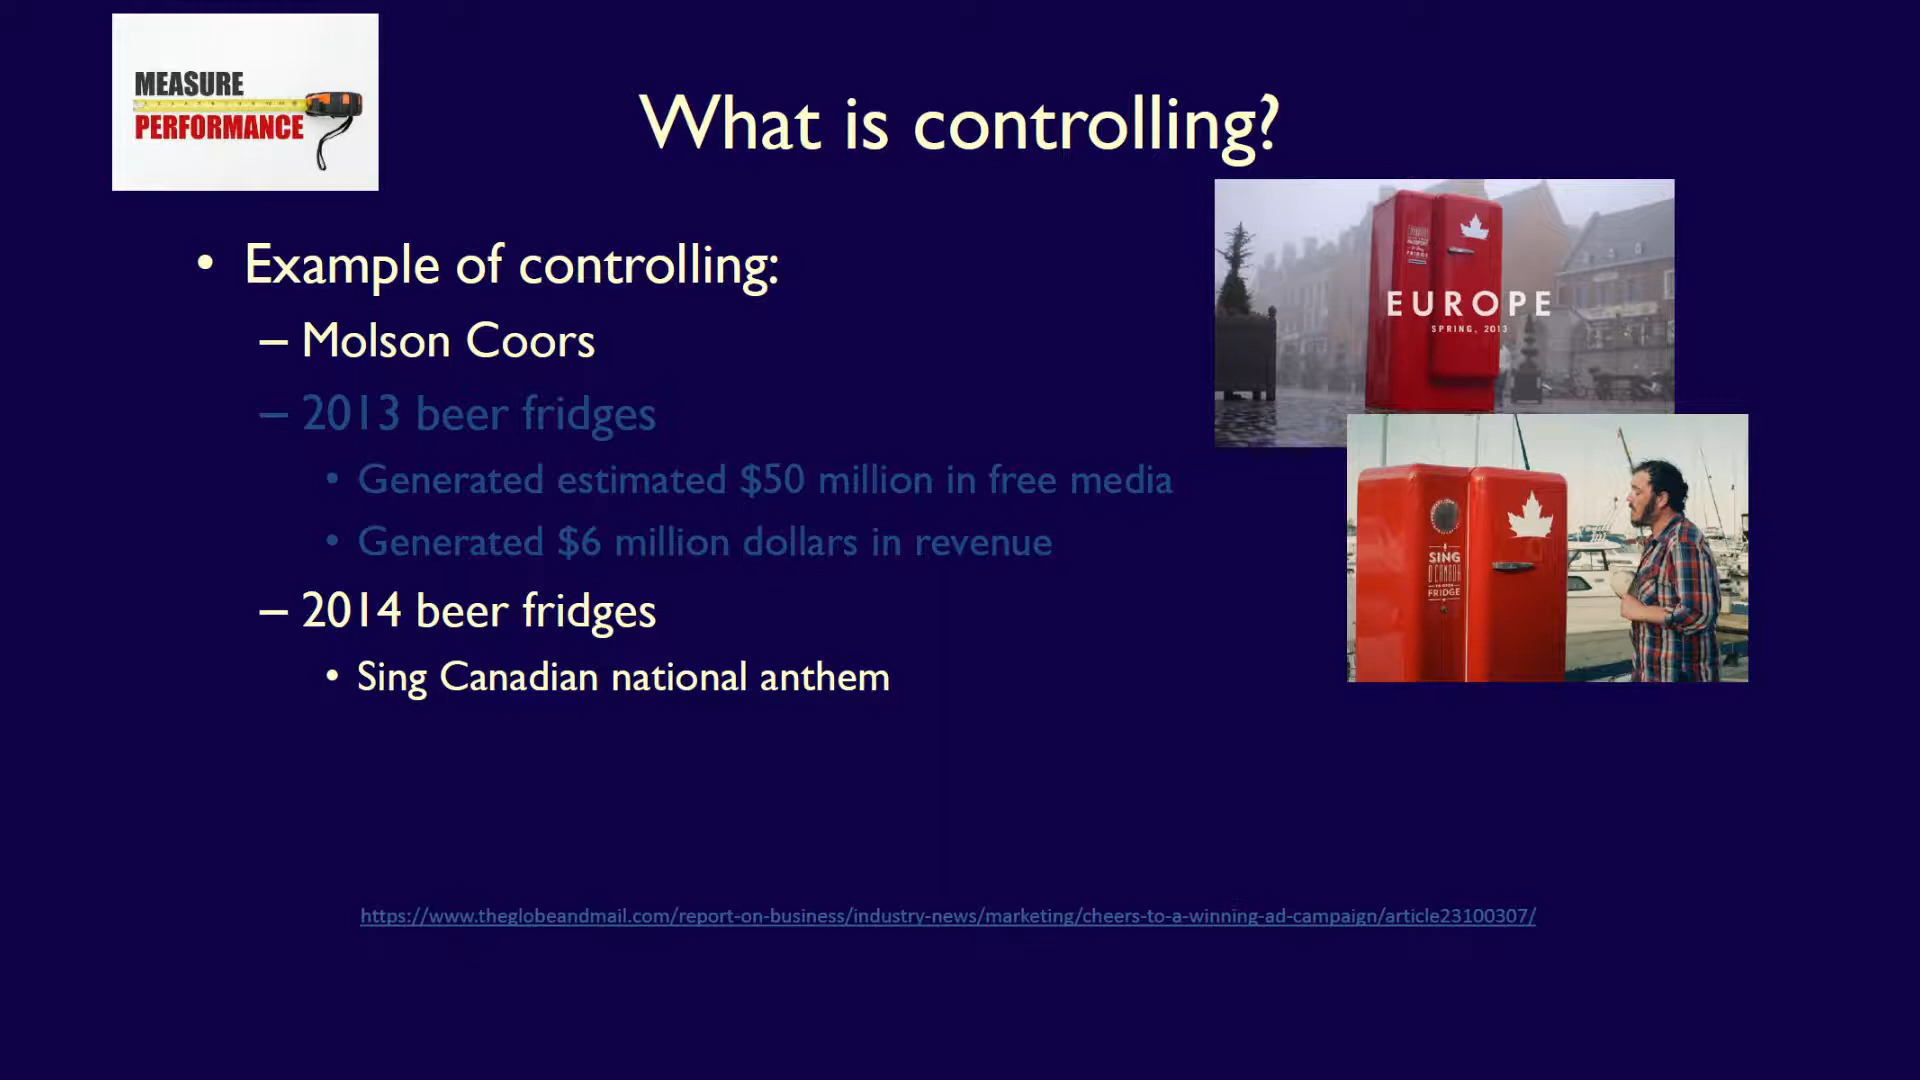 MEASURE
PERFORMANCE
What is controlling?
• Example of controlling:
– Molson Coors
– 2013 beer fridges
• Generated estimated $50 million in free media
• Generated $6 million dollars in revenue
– 2014 beer fridges
• Sing Canadian national anthem
EUROPE
SPRING, 2013
SING
O CANADA
FRIDGE
https://www.theglobeandmail.com/report-on-business/industry-news/marketing/cheers-to-a-winning-ad-campaign/article23100307/